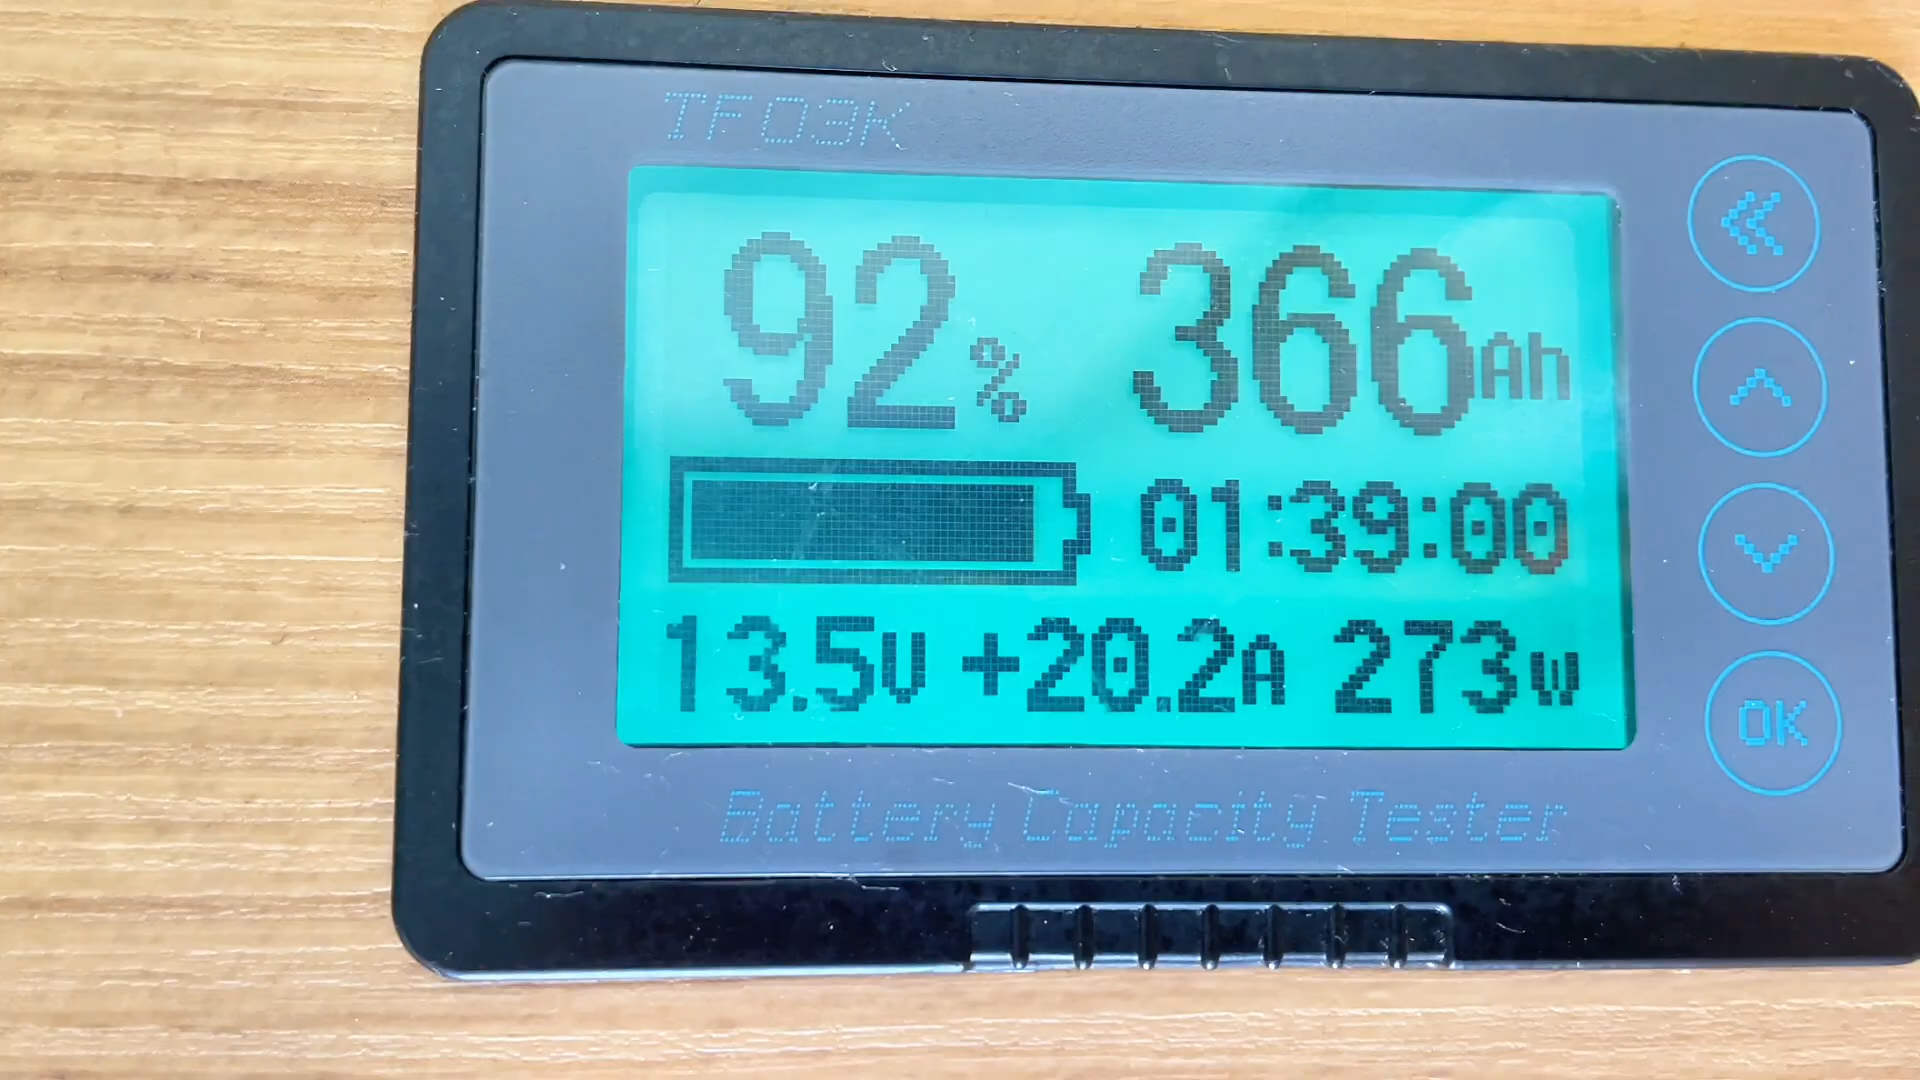 TF03K
92% 366Ah
01:39:00
13.5V +20.2A 273W
OK
Battery Capacity Tester